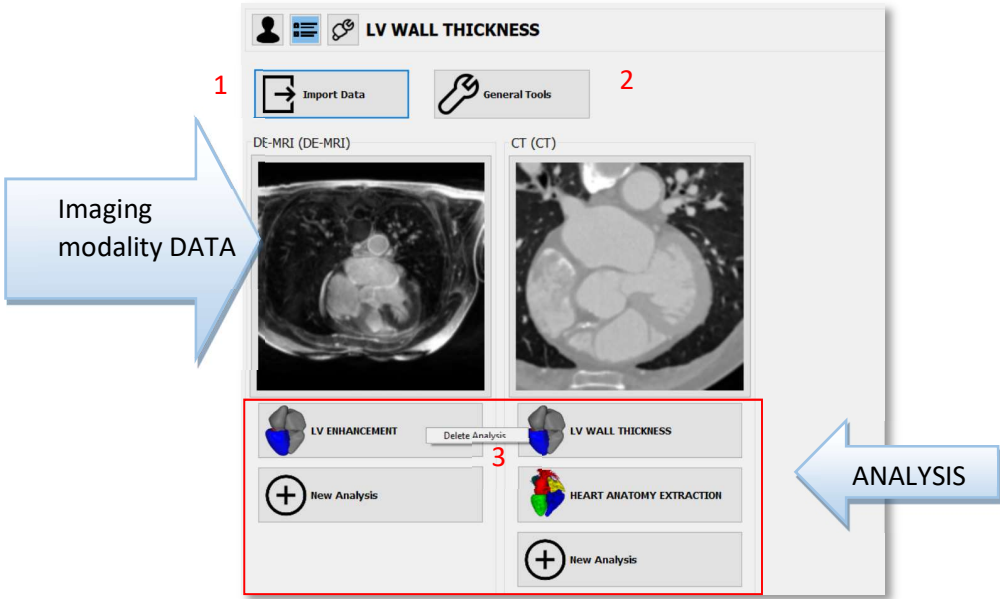 LV WALL THICKNESS
1
Import Data
General Tools
2
DE-MRI (DE-MRI)
CT (CT)
Imaging
modality DATA
LV ENHANCEMENT
Delete Analysis
LV WALL THICKNESS
3
New Analysis
HEART ANATOMY EXTRACTION
ANALYSIS
New Analysis